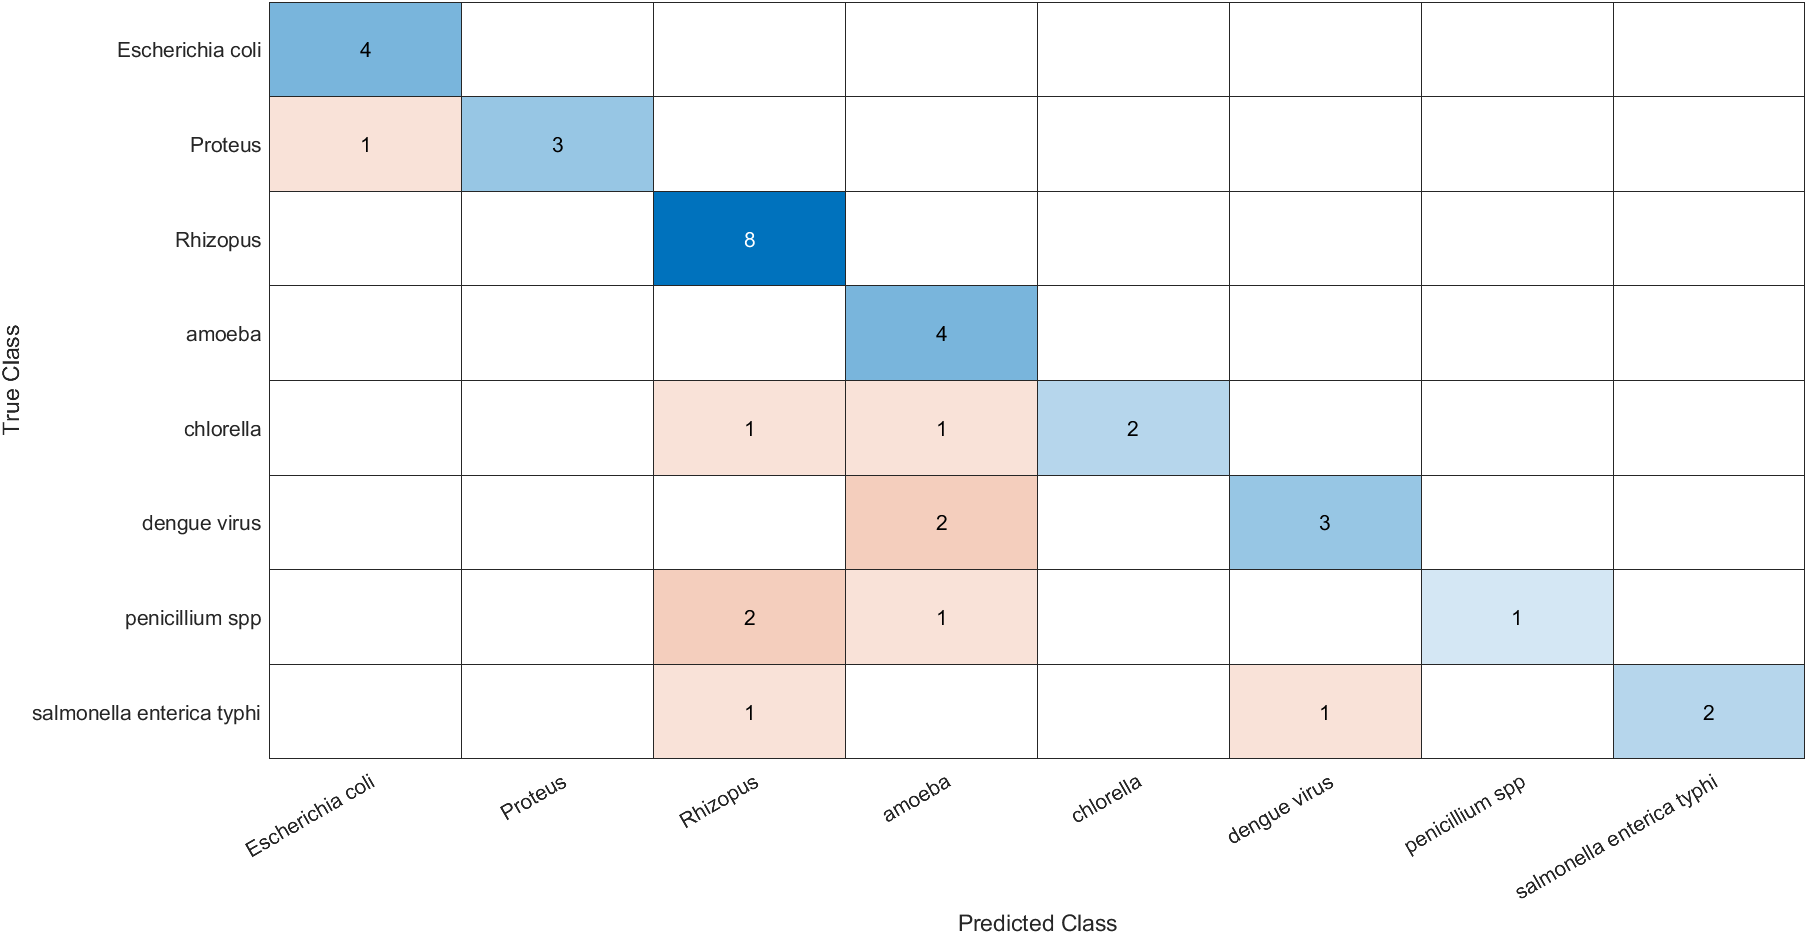 Escherichia coli 4
Proteus 1 3
Rhizopus 8
amoeba 4
chlorella 1 1 2
dengue virus 2 3
penicillium spp 2 1 1
salmonella enterica typhi 1 1 2
True Class
Escherichia coli Proteus Rhizopus amoeba chlorella dengue virus penicillium spp salmonella enterica typhi
Predicted Class